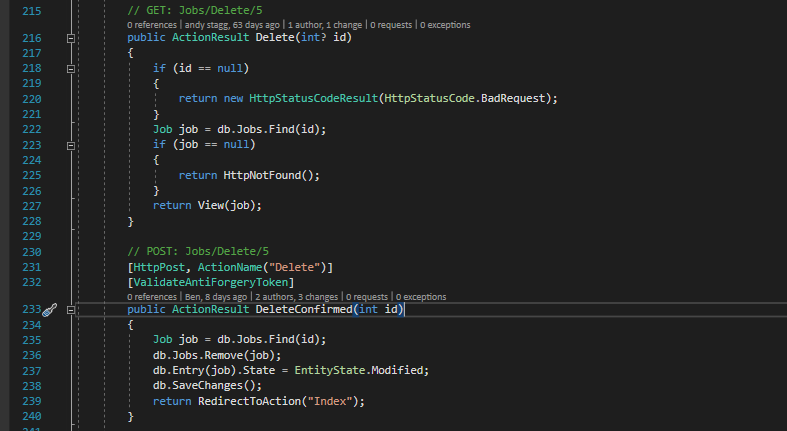 215 // GET: Jobs/Delete/5
0 references | andy stagg, 63 days ago | 1 author, 1 change | 0 requests | 0 exceptions
216 public ActionResult Delete(int? id)
217 {
218 if (id == null)
219 {
220 return new HttpStatusCodeResult(HttpStatusCode.BadRequest);
221 }
222 Job job = db.Jobs.Find(id);
223 if (job == null)
224 {
225 return HttpNotFound();
226 }
227 return View(job);
228 }
229
230 // POST: Jobs/Delete/5
231 [HttpPost, ActionName("Delete")]
232 [ValidateAntiForgeryToken]
0 references | Ben, 8 days ago | 2 authors, 3 changes | 0 requests | 0 exceptions
233 public ActionResult DeleteConfirmed(int id)
234 {
235 Job job = db.Jobs.Find(id);
236 db.Jobs.Remove(job);
237 db.Entry(job).State = EntityState.Modified;
238 db.SaveChanges();
239 return RedirectToAction("Index");
240 }
241